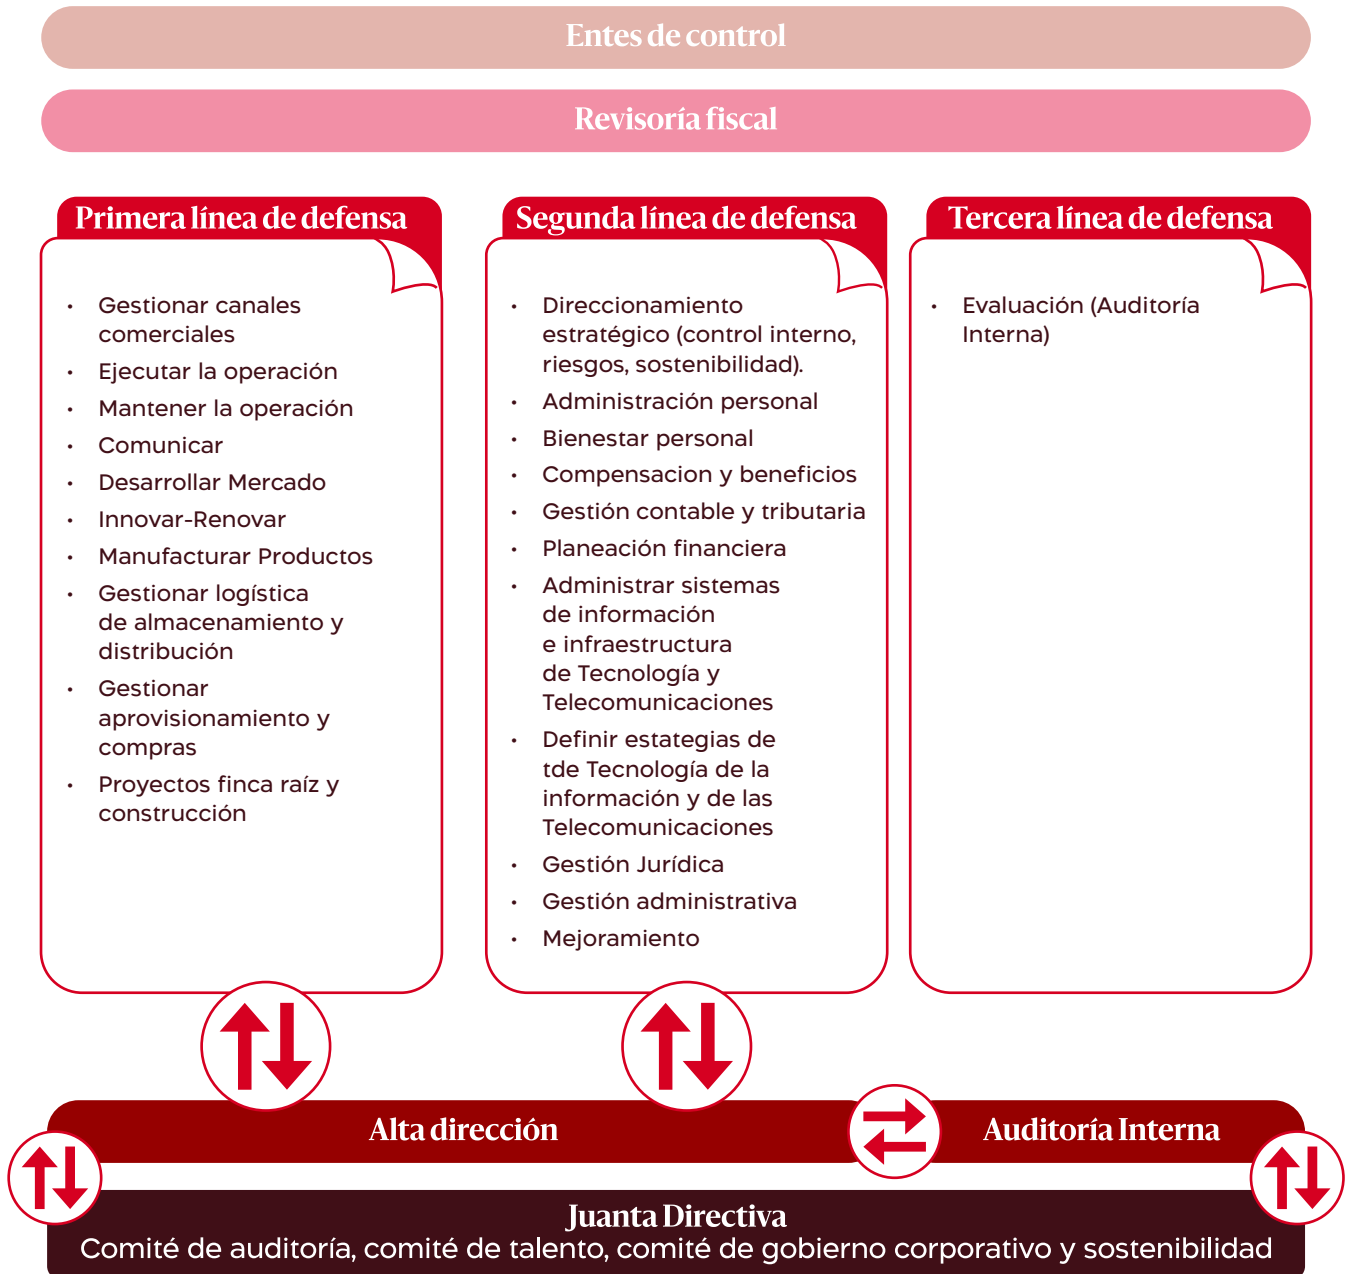 Entes de control
Revisoría fiscal
Primera línea de defensa
• Gestionar canales
comerciales
• Ejecutar la operación
• Mantener la operación
• Comunicar
• Desarrollar Mercado
• Innovar-Renovar
• Manufacturar Productos
• Gestionar logística
de almacenamiento y
distribución
• Gestionar
aprovisionamiento y
compras
• Proyectos finca raíz y
construcción
Segunda línea de defensa
• Direccionamiento
estratégico (control interno,
riesgos, sostenibilidad).
• Administración personal
• Bienestar personal
• Compensacion y beneficios
• Gestión contable y tributaria
• Planeación financiera
• Administrar sistemas
de información
e infraestructura
de Tecnología y
Telecomunicaciones
• Definir estategias de
tde Tecnología de la
información y de las
Telecomunicaciones
• Gestión Jurídica
• Gestión administrativa
• Mejoramiento
Tercera línea de defensa
• Evaluación (Auditoría
Interna)
Alta dirección
Auditoría Interna
Juanta Directiva
Comité de auditoría, comité de talento, comité de gobierno corporativo y sostenibilidad